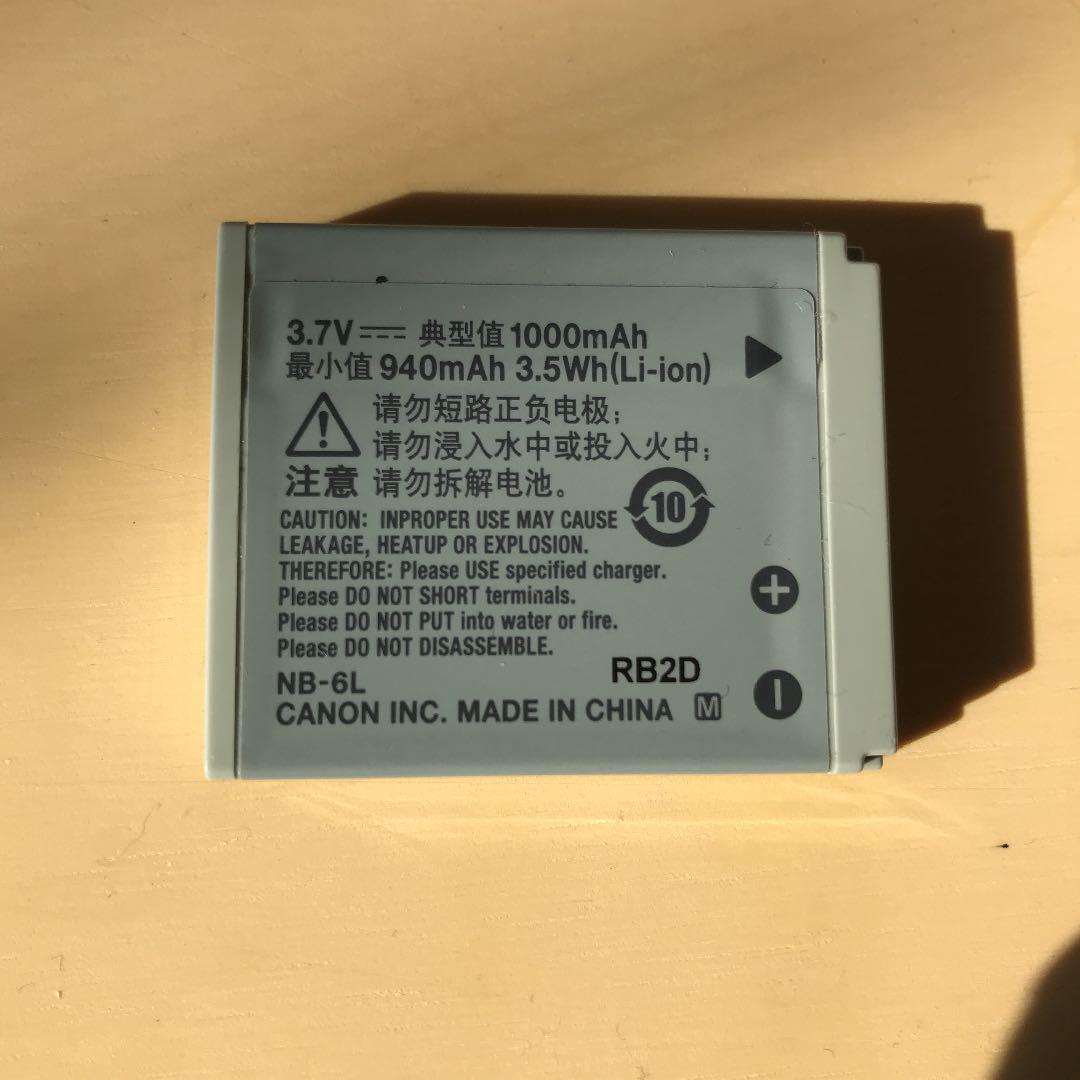 3.7V 典型值 1000mAh
最小值 940mAh 3.5Wh(Li-ion)
请勿短路正负电极；
请勿浸入水中或投入火中；
注意 请勿拆解电池。
10
CAUTION: INPROPER USE MAY CAUSE
LEAKAGE, HEATUP OR EXPLOSION.
THEREFORE: Please USE specified charger.
Please DO NOT SHORT terminals.
Please DO NOT PUT into water or fire.
Please DO NOT DISASSEMBLE.
RB2D
NB-6L
CANON INC. MADE IN CHINA M